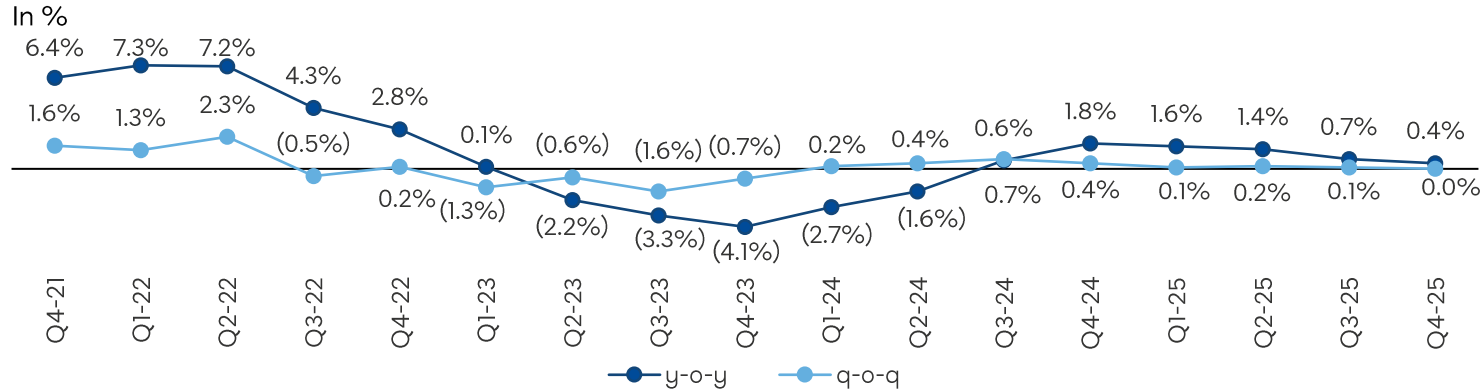 In %
6.4% 7.3% 7.2% 4.3% 2.8% 0.1% (0.6%) (1.6%) (0.7%) 0.2% 0.4% 0.6% 1.8% 1.6% 1.4% 0.7% 0.4%
1.6% 1.3% 2.3% (0.5%) 0.2% (1.3%) (2.2%) (3.3%) (4.1%) (2.7%) (1.6%) 0.7% 0.4% 0.1% 0.2% 0.1% 0.0%
Q4-21 Q1-22 Q2-22 Q3-22 Q4-22 Q1-23 Q2-23 Q3-23 Q4-23 Q1-24 Q2-24 Q3-24 Q4-24 Q1-25 Q2-25 Q3-25 Q4-25
y-o-y q-o-q